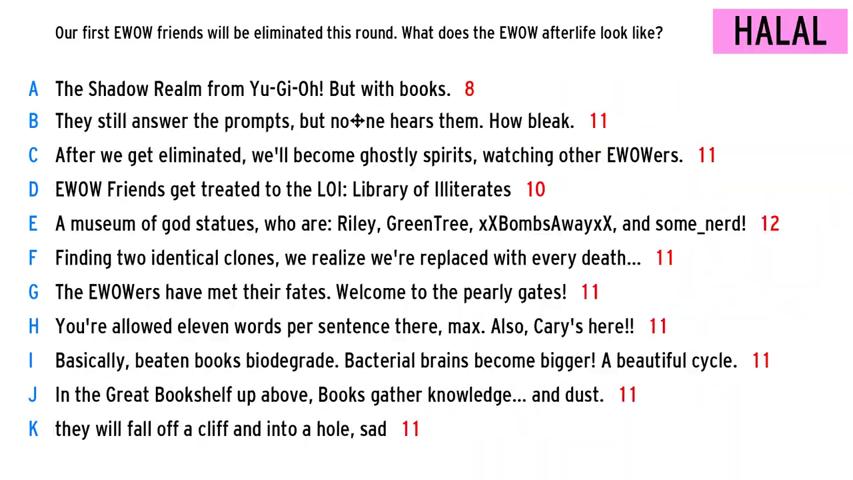 Our first EWOW friends will be eliminated this round. What does the EWOW afterlife look like?
HALAL
A The Shadow Realm from Yu-Gi-Oh! But with books. 8
B They still answer the prompts, but no✣ne hears them. How bleak. 11
C After we get eliminated, we'll become ghostly spirits, watching other EWOWers. 11
D EWOW Friends get treated to the LOI: Library of Illiterates 10
E A museum of god statues, who are: Riley, GreenTree, xXBombsAwayxX, and some_nerd! 12
F Finding two identical clones, we realize we're replaced with every death... 11
G The EWOWers have met their fates. Welcome to the pearly gates! 11
H You're allowed eleven words per sentence there, max. Also, Cary's here!! 11
I Basically, beaten books biodegrade. Bacterial brains become bigger! A beautiful cycle. 11
J In the Great Bookshelf up above, Books gather knowledge... and dust. 11
K they will fall off a cliff and into a hole, sad 11